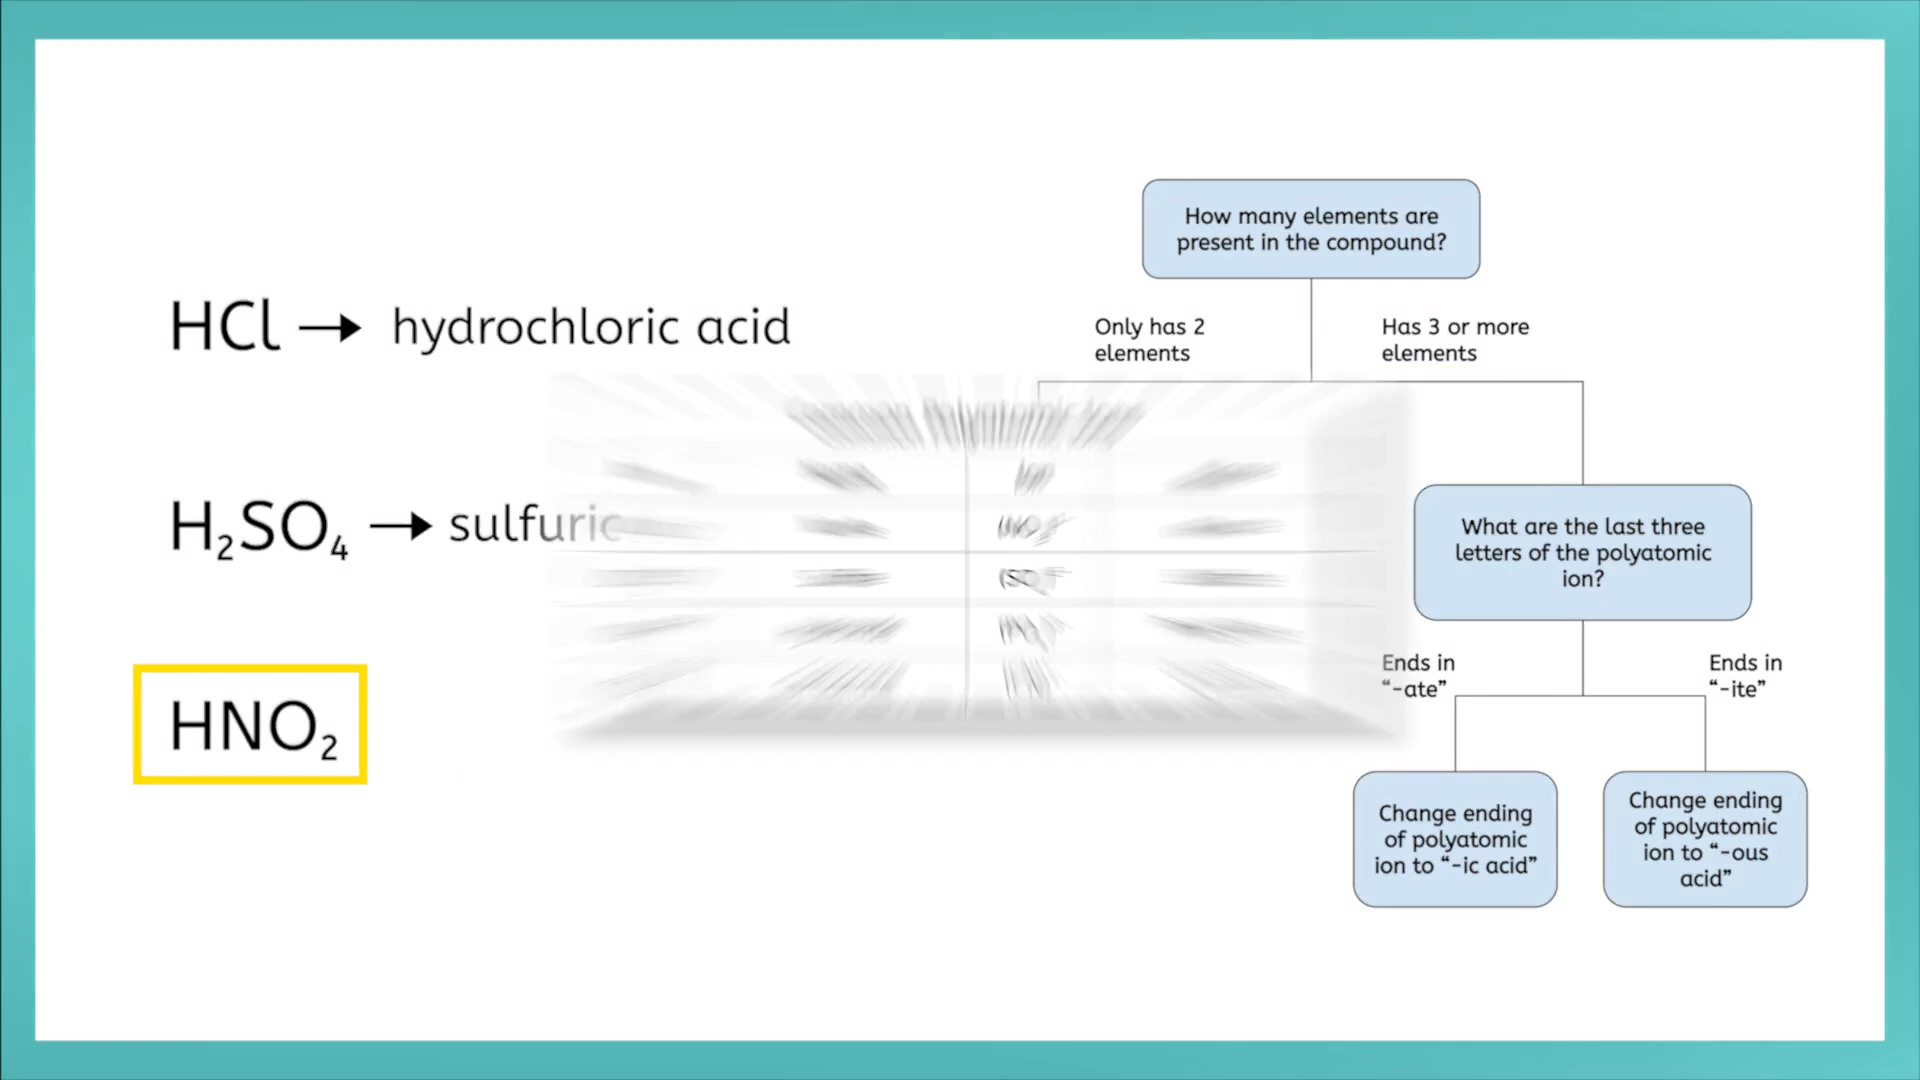 HCl → hydrochloric acid
H₂SO₄ → sulfuric
HNO₂
How many elements are
present in the compound?
Only has 2
elements
Has 3 or more
elements
What are the last three
letters of the polyatomic
ion?
Ends in
“-ate”
Ends in
“-ite”
Change ending
of polyatomic
ion to “-ic acid”
Change ending
of polyatomic
ion to “-ous
acid”